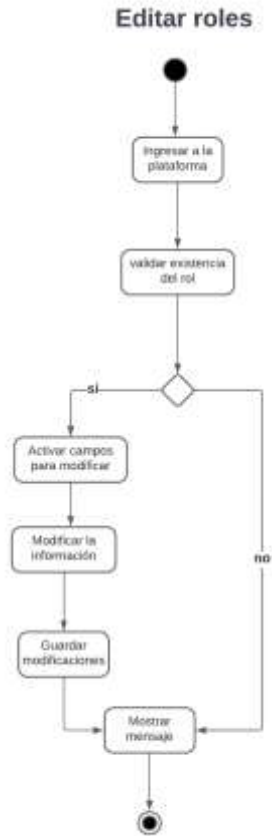 Editar roles
Ingresar a la
plataforma
validar existencia
del rol
si
Activar campos
para modificar
Modificar la
información
no
Guardar
modificaciones
Mostrar
mensaje